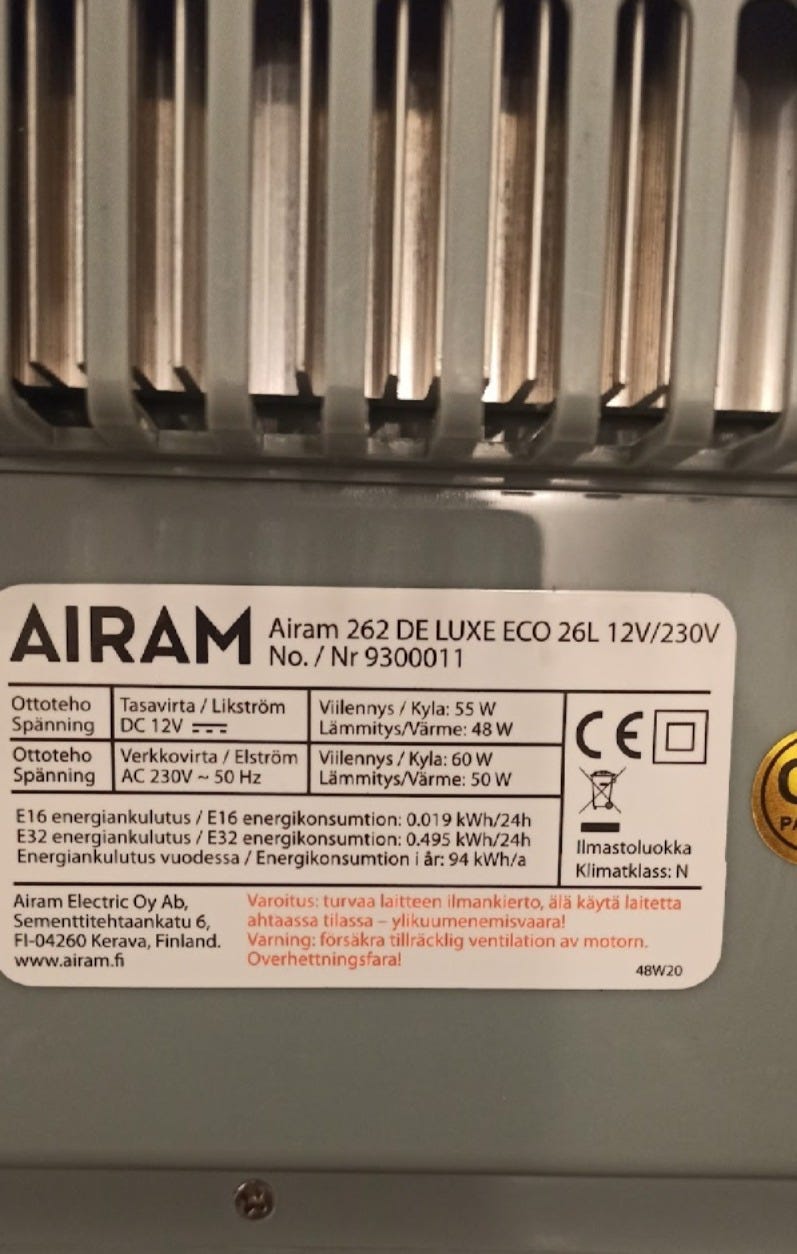 AIRAM
Airam 262 DE LUXE ECO 26L 12V/230V
No. / Nr 9300011
Ottoteho
Spänning
Tasavirta / Likström
DC 12V
Viilennys / Kyla: 55 W
Lämmitys/Värme: 48 W
Ottoteho
Spänning
Verkkovirta / Elström
AC 230V ~ 50 Hz
Viilennys / Kyla: 60 W
Lämmitys/Värme: 50 W
CE
E16 energiankulutus / E16 energikonsumtion: 0.019 kWh/24h
E32 energiankulutus / E32 energikonsumtion: 0.495 kWh/24h
Energiankulutus vuodessa / Energikonsumtion i år: 94 kWh/a
Ilmastoluokka
Klimatklass: N
Airam Electric Oy Ab,
Sementtitehtaankatu 6,
FI-04260 Kerava, Finland.
www.airam.fi
Varoitus: turvaa laitteen ilmankierto, älä käytä laitetta
ahtaassa tilassa – ylikuumenemisvaara!
Varning: försäkra tillräcklig ventilation av motorn.
Overhettningsfara!
48W20